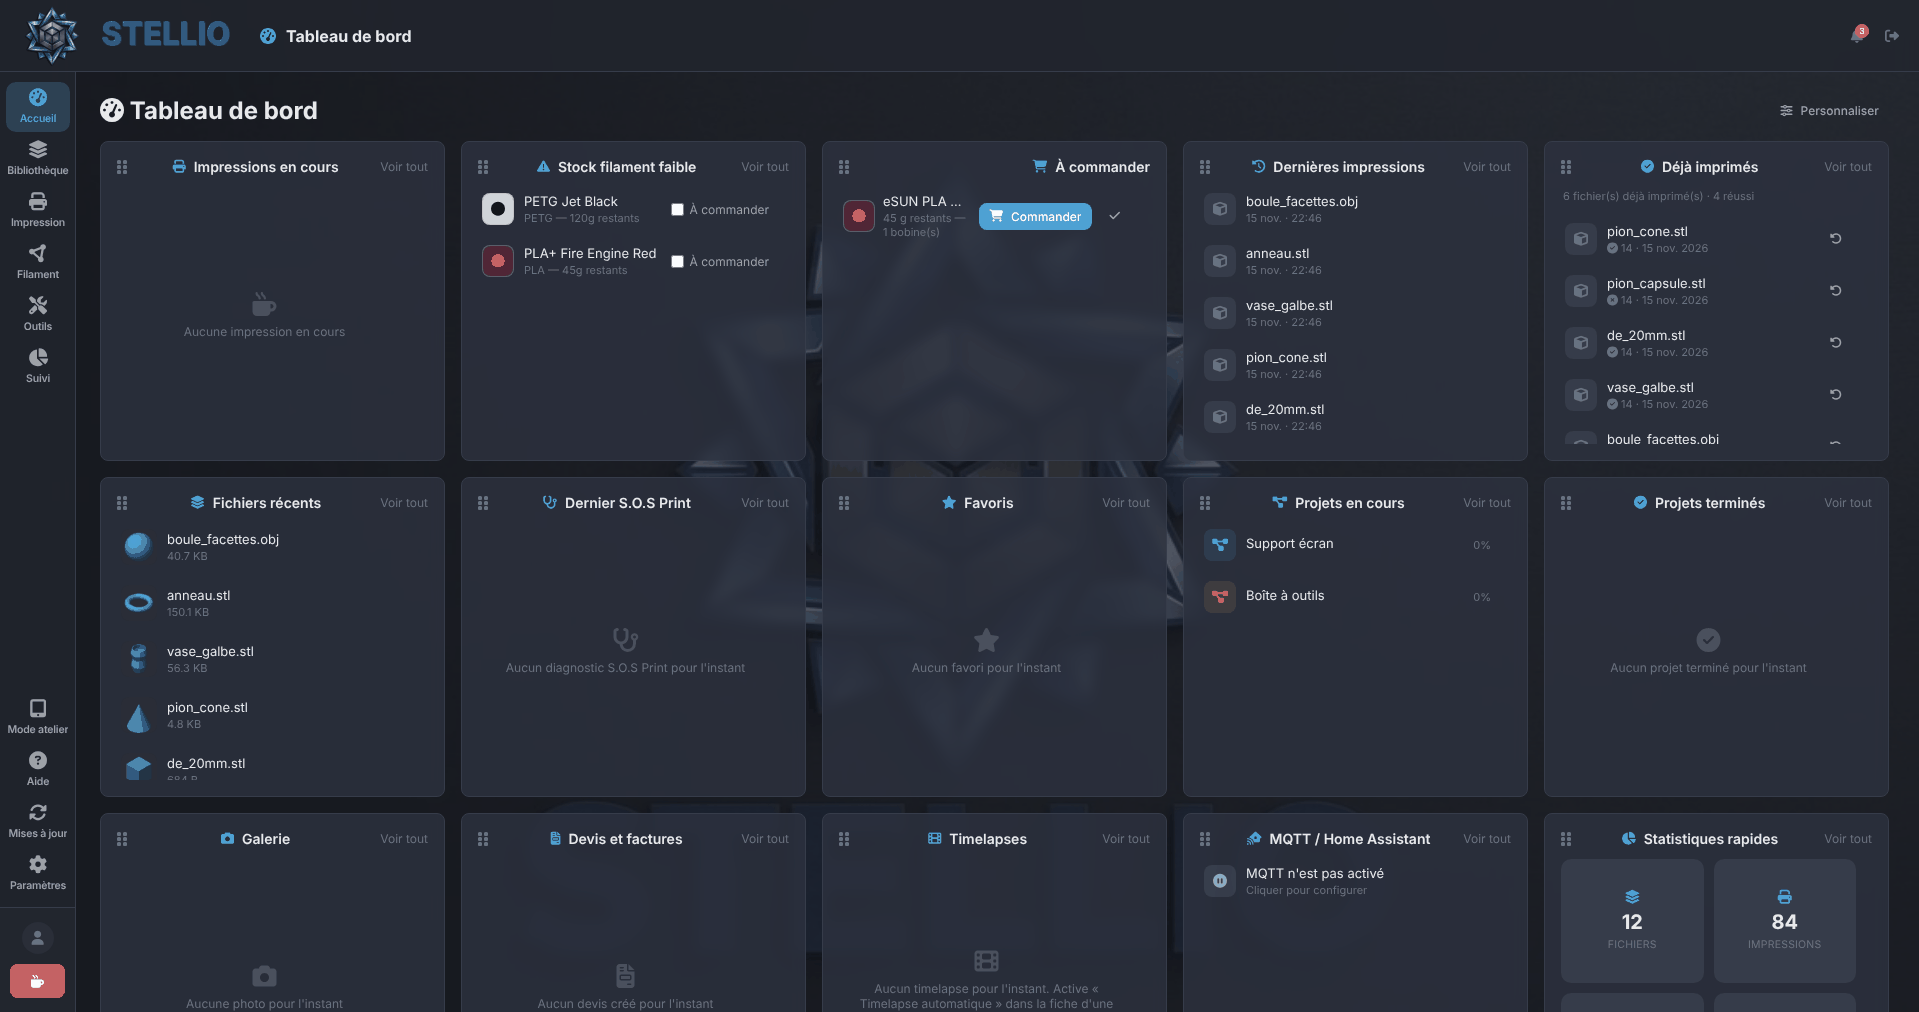 STELLIO
Tableau de bord
3
Accueil
Bibliothèque
Impression
Filament
Outils
Suivi
Mode atelier
Aide
Mises à jour
Paramètres
Tableau de bord
Personnaliser
Impressions en cours
Voir tout
Aucune impression en cours
Stock filament faible
Voir tout
PETG Jet Black
PETG — 120g restants
À commander
PLA+ Fire Engine Red
PLA — 45g restants
À commander
À commander
eSUN PLA ...
45 g restants —
1 bobine(s)
Commander
Dernières impressions
Voir tout
boule_facettes.obj
15 nov. · 22:46
anneau.stl
15 nov. · 22:46
vase_galbe.stl
15 nov. · 22:46
pion_cone.stl
15 nov. · 22:46
de_20mm.stl
15 nov. · 22:46
Déjà imprimés
Voir tout
6 fichier(s) déjà imprimé(s) · 4 réussi
pion_cone.stl
14 · 15 nov. 2026
pion_capsule.stl
14 · 15 nov. 2026
de_20mm.stl
14 · 15 nov. 2026
vase_galbe.stl
14 · 15 nov. 2026
boule_facettes.obj
Fichiers récents
Voir tout
boule_facettes.obj
40.7 KB
anneau.stl
150.1 KB
vase_galbe.stl
56.3 KB
pion_cone.stl
4.8 KB
de_20mm.stl
684 B
Dernier S.O.S Print
Voir tout
Aucun diagnostic S.O.S Print pour l'instant
Favoris
Voir tout
Aucun favori pour l'instant
Projets en cours
Voir tout
Support écran
0%
Boîte à outils
0%
Projets terminés
Voir tout
Aucun projet terminé pour l'instant
Galerie
Voir tout
Aucune photo pour l'instant
Devis et factures
Voir tout
Aucun devis créé pour l'instant
Timelapses
Voir tout
Aucun timelapse pour l'instant. Active «
Timelapse automatique » dans la fiche d'une
MQTT / Home Assistant
Voir tout
MQTT n'est pas activé
Cliquer pour configurer
Statistiques rapides
Voir tout
12
FICHIERS
84
IMPRESSIONS
STELLIO